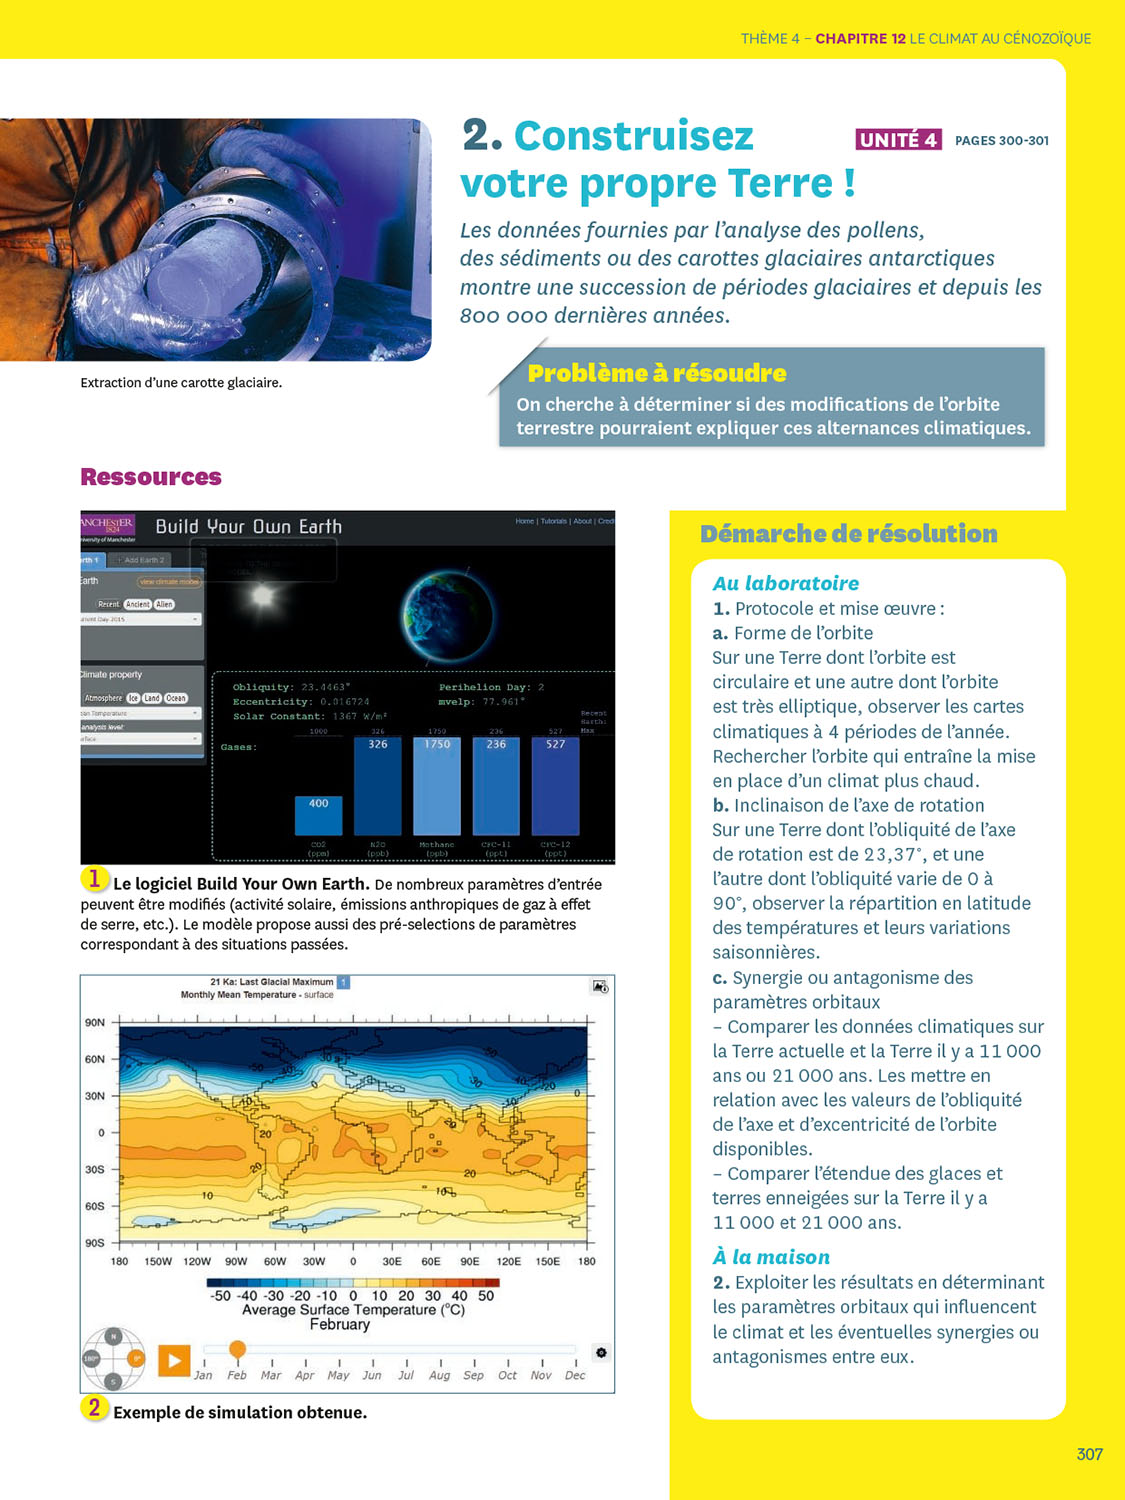 THÈME 4 – CHAPITRE 12 LE CLIMAT AU CÉNOZOÏQUE
2. Construisez
votre propre Terre !
UNITÉ 4 PAGES 300-301
Les données fournies par l'analyse des pollens,
des sédiments ou des carottes glaciaires antarctiques
montre une succession de périodes glaciaires et depuis les
800 000 dernières années.
Extraction d'une carotte glaciaire.
Problème à résoudre
On cherche à déterminer si des modifications de l'orbite
terrestre pourraient expliquer ces alternances climatiques.
Ressources
ANCHESTER
1824
niversity of Manchester
Build Your Own Earth
Home | Tutorials | About | Cred
arth 1
+ Add Earth 2
Earth
view climate model
Recent Ancient Alien
urrent Day 2015
Climate property
Atmosphere Ice Land Ocean
on Temperature
analysis level:
urface
Obliquity: 23.4463°
Perihelion Day: 2
Eccentricity: 0.016724
mvelp: 77.961°
Solar Constant: 1367 W/m²
Recent
Earth:
Max
1000 326 1750 236 527
Gases:
400 326 1750 236 527
CO2 N2O Methane CFC-11 CFC-12
(ppm) (ppb) (ppb) (ppt) (ppt)
1 Le logiciel Build Your Own Earth. De nombreux paramètres d'entrée
peuvent être modifiés (activité solaire, émissions anthropiques de gaz à effet
de serre, etc.). Le modèle propose aussi des pré-selections de paramètres
correspondant à des situations passées.
21 Ka: Last Glacial Maximum 1
Monthly Mean Temperature - surface
90N
60N
30N
0
30S
60S
90S
-50
-30
-50
-30
-20
-10
0
0
-10
20
20
20
10
10
0
180 150W 120W 90W 60W 30W 0 30E 60E 90E 120E 150E 180
-50 -40 -30 -20 -10 0 10 20 30 40 50
Average Surface Temperature (°C)
February
N
180° 0°
S
Jan Feb Mar Apr May Jun Jul Aug Sep Oct Nov Dec
2 Exemple de simulation obtenue.
Démarche de résolution
Au laboratoire
1. Protocole et mise œuvre :
a. Forme de l'orbite
Sur une Terre dont l'orbite est
circulaire et une autre dont l'orbite
est très elliptique, observer les cartes
climatiques à 4 périodes de l'année.
Rechercher l'orbite qui entraîne la mise
en place d'un climat plus chaud.
b. Inclinaison de l'axe de rotation
Sur une Terre dont l'obliquité de l'axe
de rotation est de 23,37°, et une
l'autre dont l'obliquité varie de 0 à
90°, observer la répartition en latitude
des températures et leurs variations
saisonnières.
c. Synergie ou antagonisme des
paramètres orbitaux
– Comparer les données climatiques sur
la Terre actuelle et la Terre il y a 11 000
ans ou 21 000 ans. Les mettre en
relation avec les valeurs de l'obliquité
de l'axe et d'excentricité de l'orbite
disponibles.
– Comparer l'étendue des glaces et
terres enneigées sur la Terre il y a
11 000 et 21 000 ans.
À la maison
2. Exploiter les résultats en déterminant
les paramètres orbitaux qui influencent
le climat et les éventuelles synergies ou
antagonismes entre eux.
307